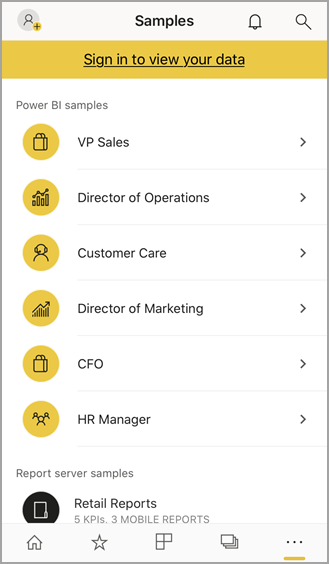 Samples
Sign in to view your data
Power BI samples
VP Sales
Director of Operations
Customer Care
Director of Marketing
CFO
HR Manager
Report server samples
Retail Reports
5 KPIs, 3 MOBILE REPORTS